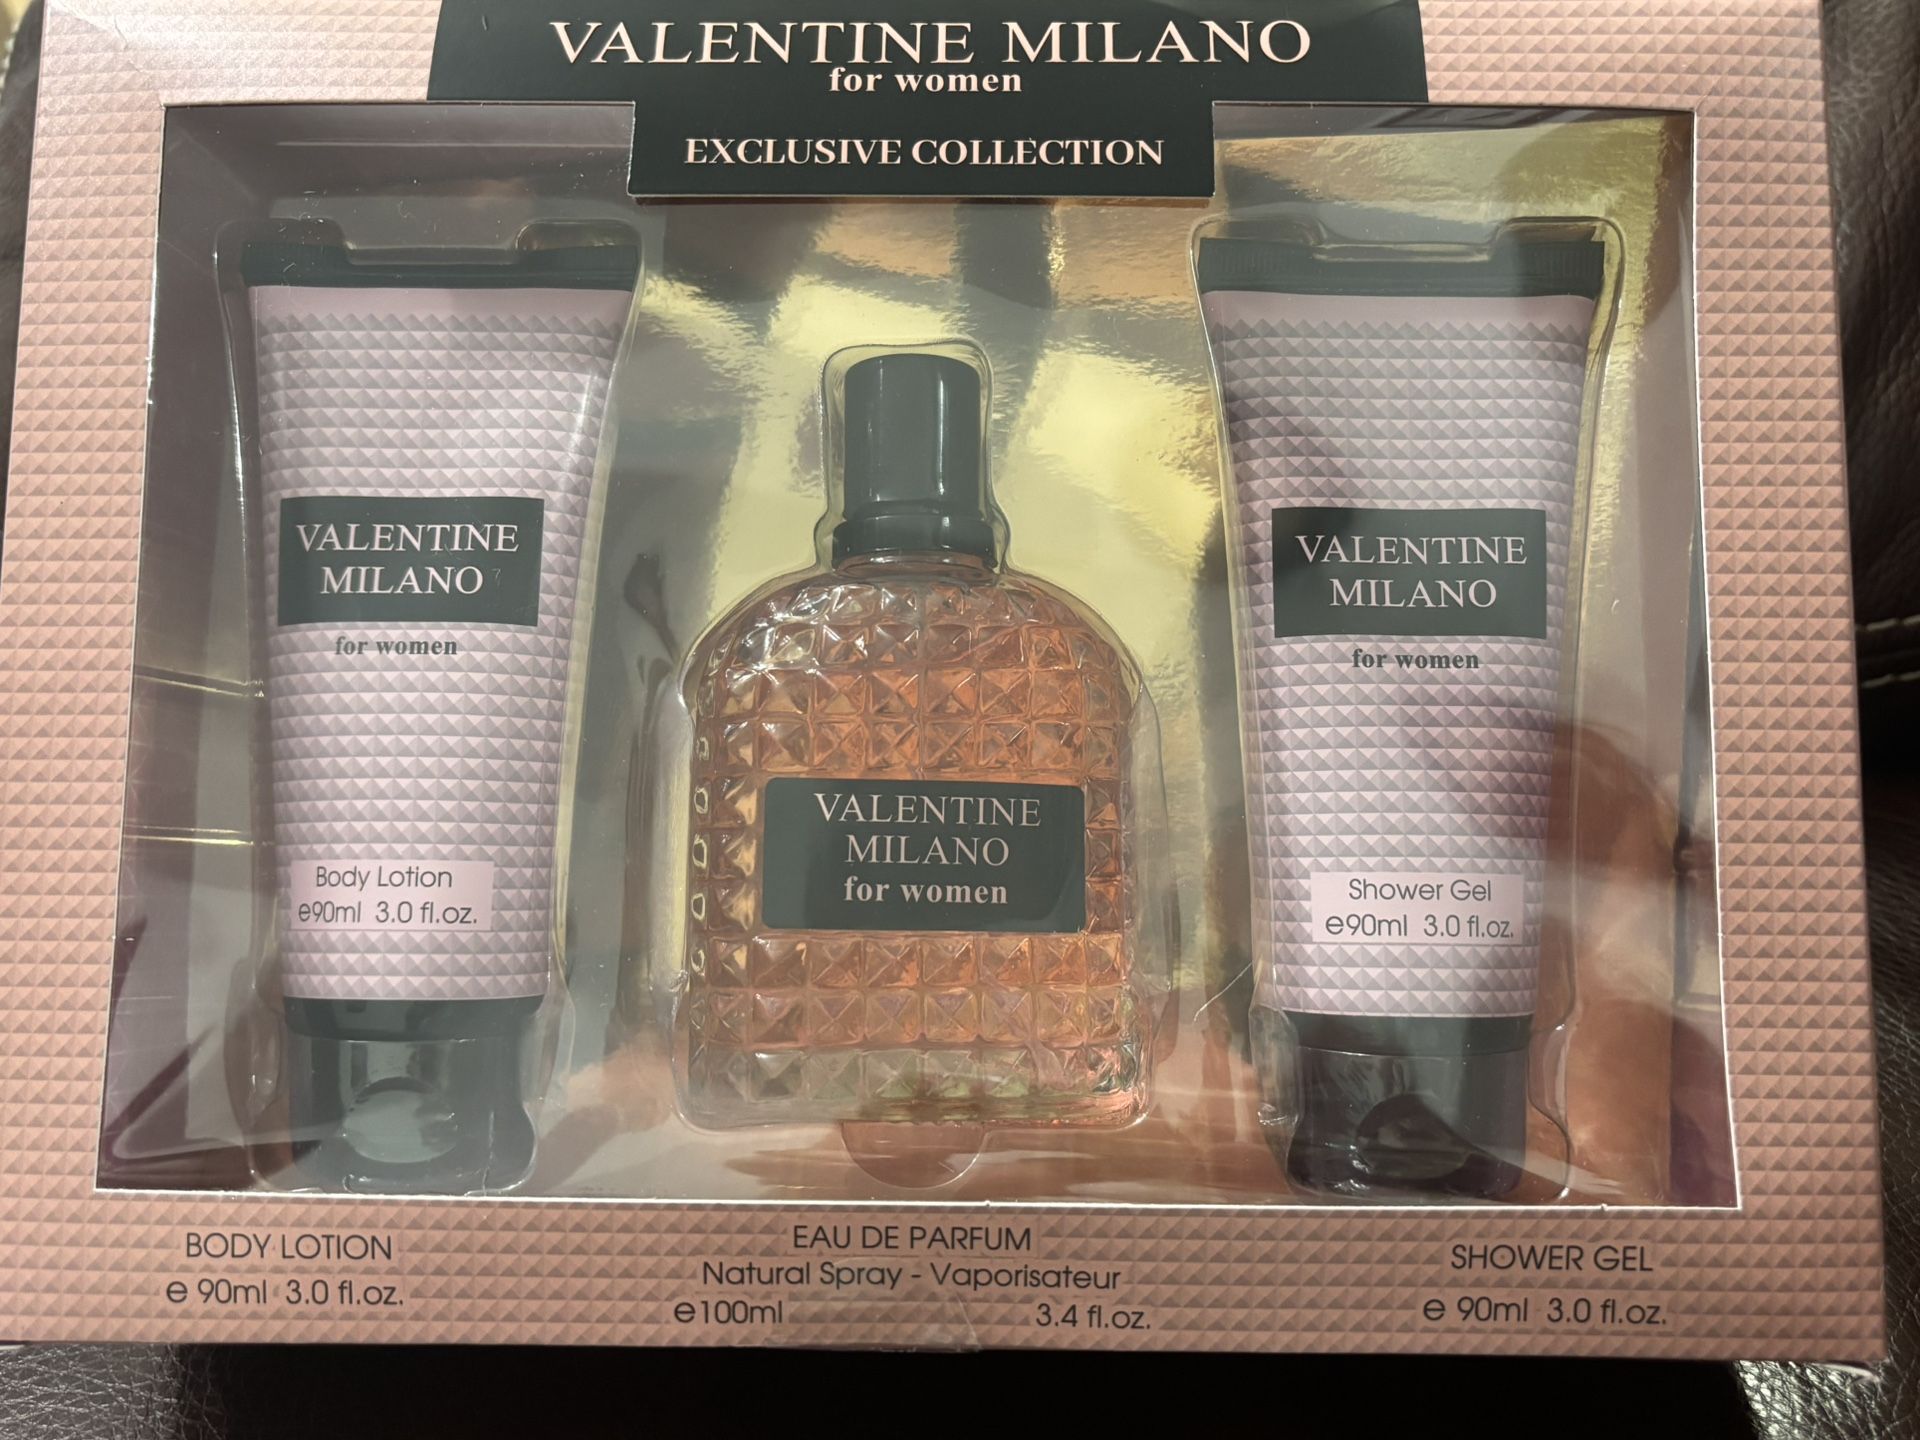 VALENTINE MILANO
for women
EXCLUSIVE COLLECTION
VALENTINE
MILANO
for women
Body Lotion
e90ml 3.0 fl.oz.
VALENTINE
MILANO
for women
VALENTINE
MILANO
for women
Shower Gel
e90ml 3.0 fl.oz.
BODY LOTION
e 90ml 3.0 fl.oz.
EAU DE PARFUM
Natural Spray - Vaporisateur
e100ml 3.4 fl.oz.
SHOWER GEL
e 90ml 3.0 fl.oz.